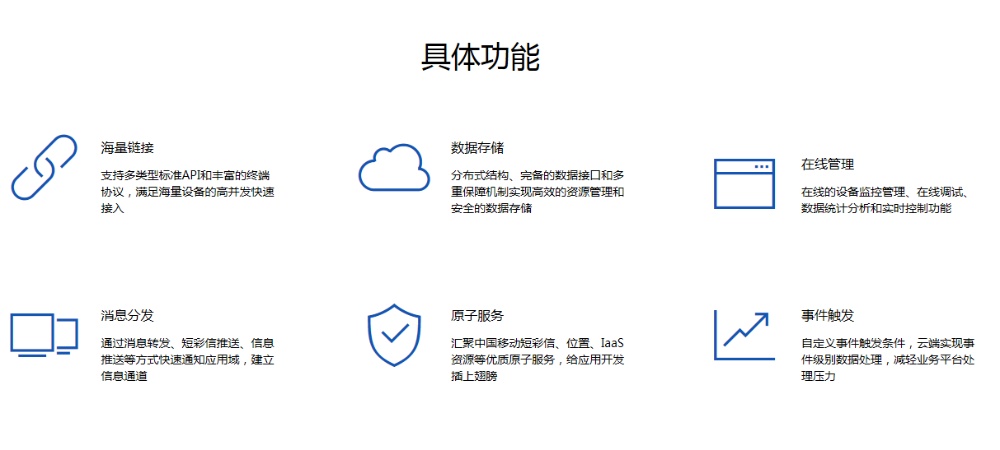 具体功能
海量链接
支持多类型标准API和丰富的终端
协议，满足海量设备的高并发快速
接入
数据存储
分布式结构、完备的数据接口和多
重保障机制实现高效的资源管理和
安全的数据存储
在线管理
在线的设备监控管理、在线调试、
数据统计分析和实时控制功能
消息分发
通过消息转发、短彩信推送、信息
推送等方式快速通知应用域，建立
信息通道
原子服务
汇聚中国移动短彩信、位置、IaaS
资源等优质原子服务，给应用开发
插上翅膀
事件触发
自定义事件触发条件，云端实现事
件级别数据处理，减轻业务平台处
理压力